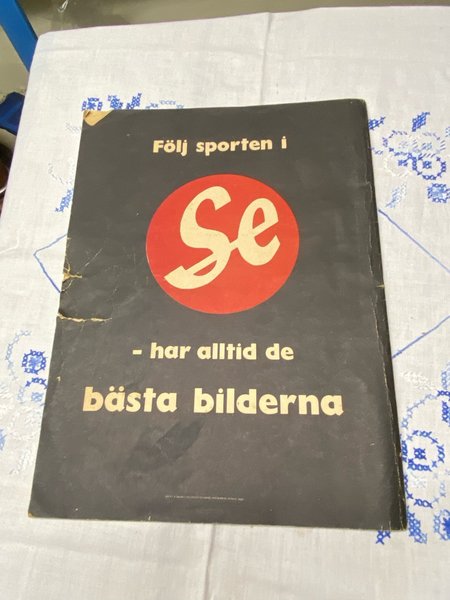 Följ sporten i
Se
- har alltid de
bästa bilderna